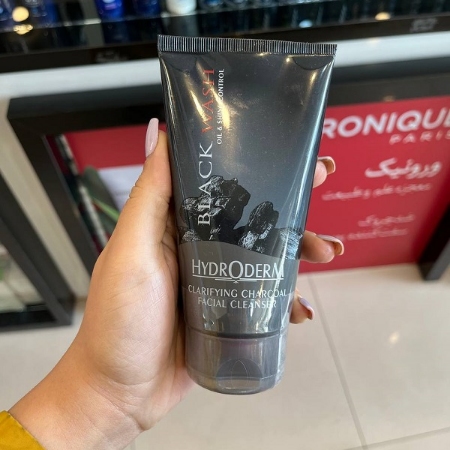 BLACK WASH
OIL & SHINE CONTROL
HYDRODERM
CLARIFYING CHARCOAL
FACIAL CLEANSER
RONIQUE
PARIS
ورونیک